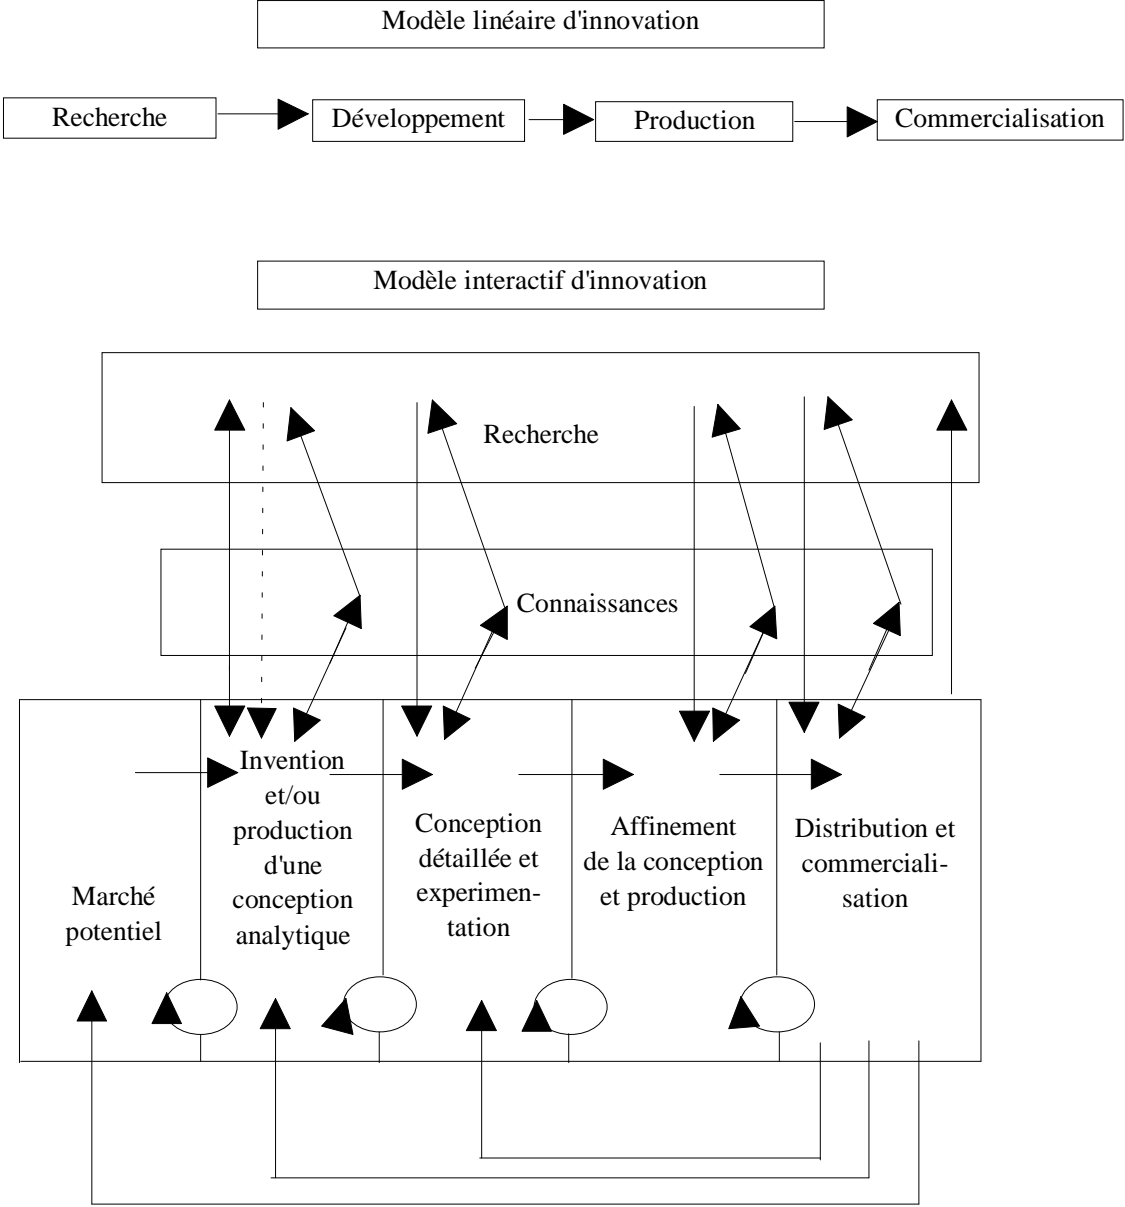 Modèle linéaire d'innovation
Recherche
Développement
Production
Commercialisation
Modèle interactif d'innovation
Recherche
Connaissances
Marché
potentiel
Invention
et/ou
production
d'une
conception
analytique
Conception
détaillée et
experimen-
tation
Affinement
de la conception
et production
Distribution et
commerciali-
sation